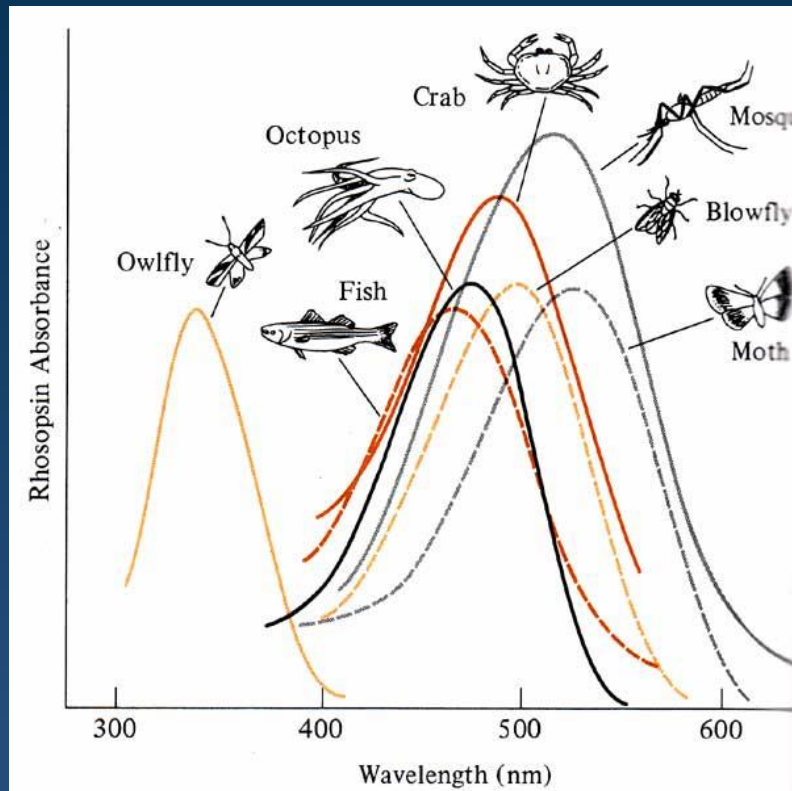 Crab
Mosqu
Octopus
Blowfly
Owlfly
Fish
Moth
Rhosopsin Absorbance
300 400 500 600
Wavelength (nm)